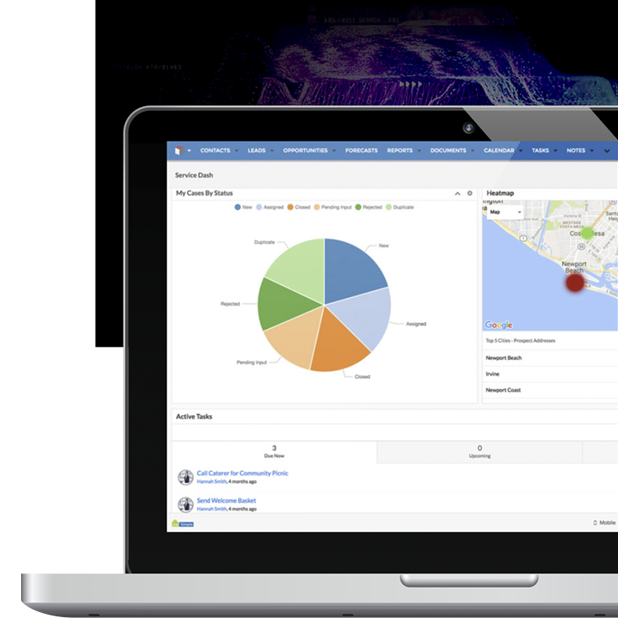 CONTACTS LEADS OPPORTUNITIES FORECASTS REPORTS DOCUMENTS CALENDAR TASKS NOTES
Service Dash
My Cases By Status
New Assigned Closed Pending Input Rejected Duplicate
Duplicate
New
Rejected
Assigned
Pending Input
Closed
Heatmap
Map
Newport
Beach
Google
Top 5 Cities - Prospect Addresses
Newport Beach
Irvine
Newport Coast
Active Tasks
3
Due Now
0
Upcoming
Call Caterer for Community Picnic
Hannah Smith, 4 months ago
Send Welcome Basket
Hannah Smith, 4 months ago
Mobile